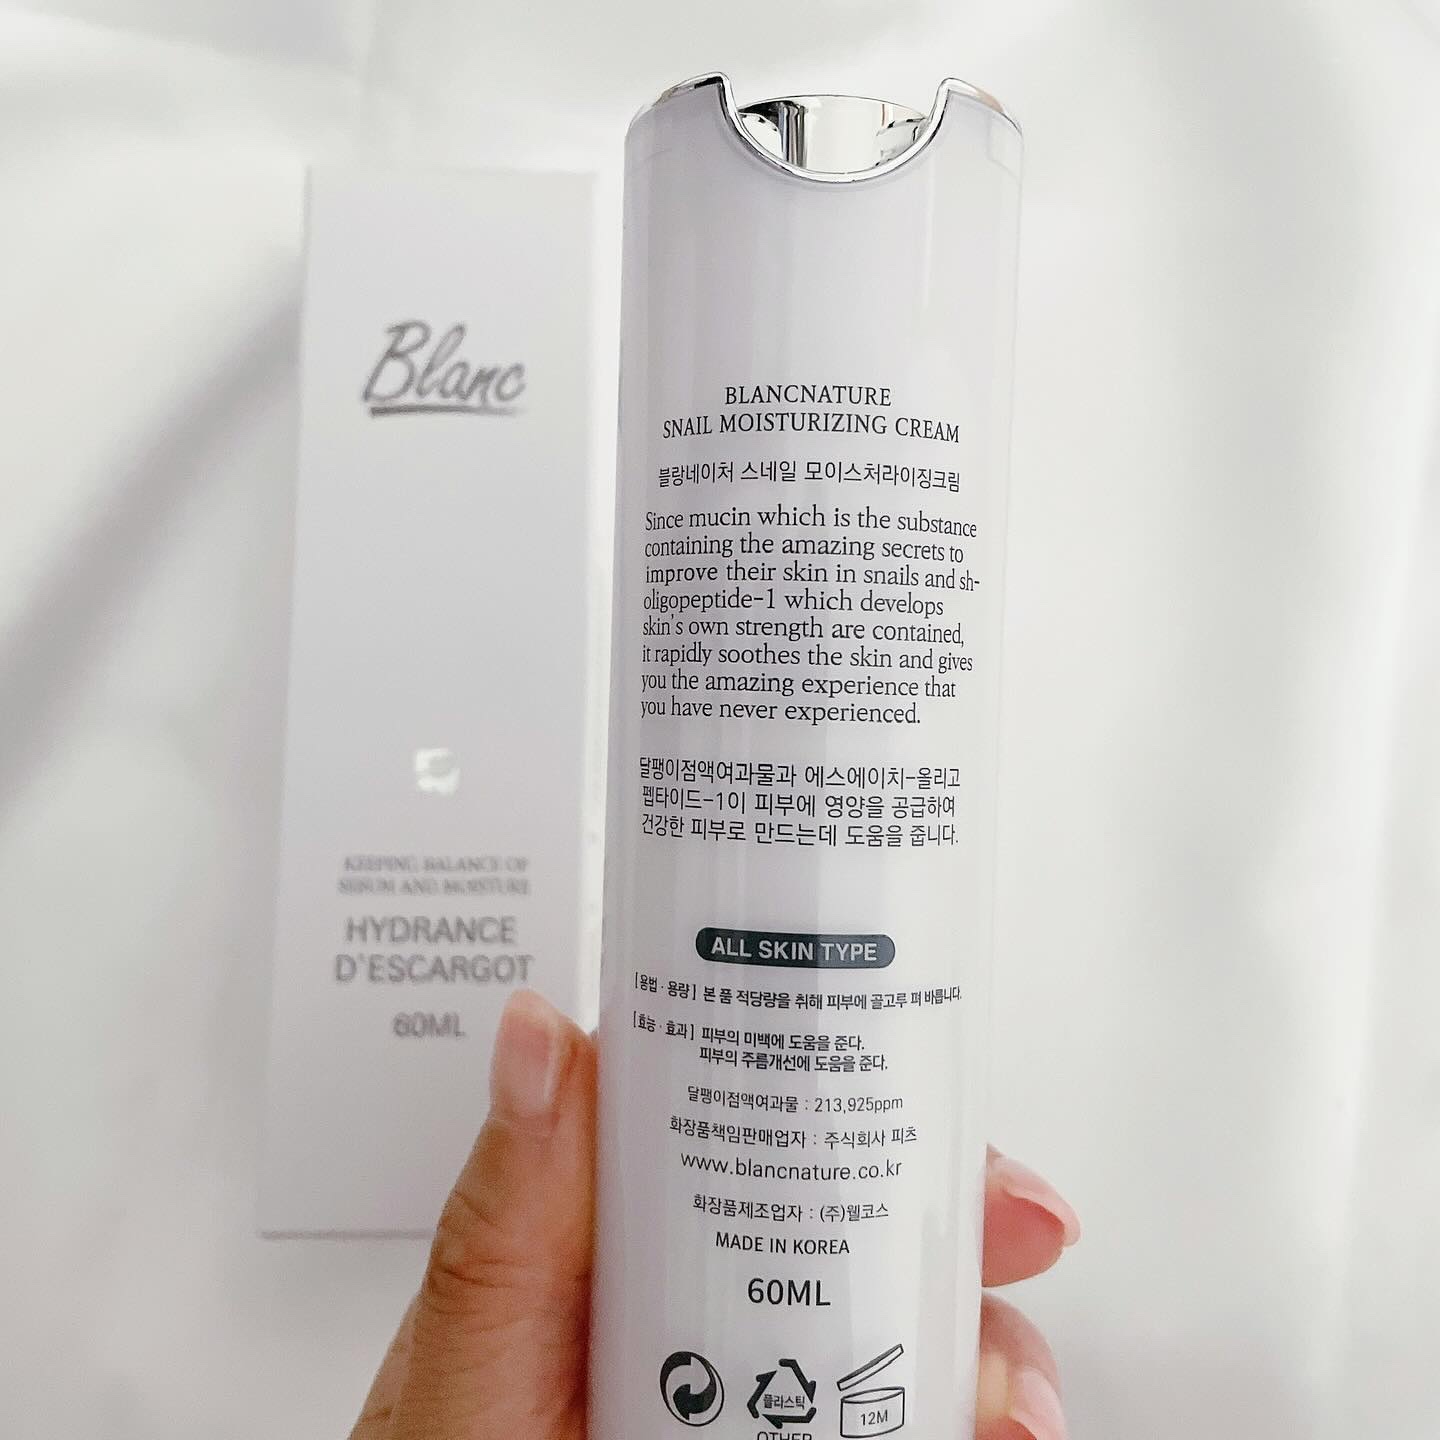 Blanc
KEEPING BALANCE OF
SEBUM AND MOISTURE
HYDRANCE
D'ESCARGOT
60ML
BLANCNATURE
SNAIL MOISTURIZING CREAM
블랑네이처 스네일 모이스처라이징크림
Since mucin which is the substance
containing the amazing secrets to
improve their skin in snails and sh-
oligopeptide-1 which develops
skin's own strength are contained,
it rapidly soothes the skin and gives
you the amazing experience that
you have never experienced.
달팽이점액여과물과 에스에이치-올리고
펩타이드-1이 피부에 영양을 공급하여
건강한 피부로 만드는데 도움을 줍니다.
ALL SKIN TYPE
[용법 · 용량] 본 품 적당량을 취해 피부에 골고루 펴 바릅니다.
[효능 · 효과] 피부의 미백에 도움을 준다.
피부의 주름개선에 도움을 준다.
달팽이점액여과물 : 213,925ppm
화장품책임판매업자 : 주식회사 피츠
www.blancnature.co.kr
화장품제조업자 : (주)웰코스
MADE IN KOREA
60ML
플라스틱
OTHER
12M